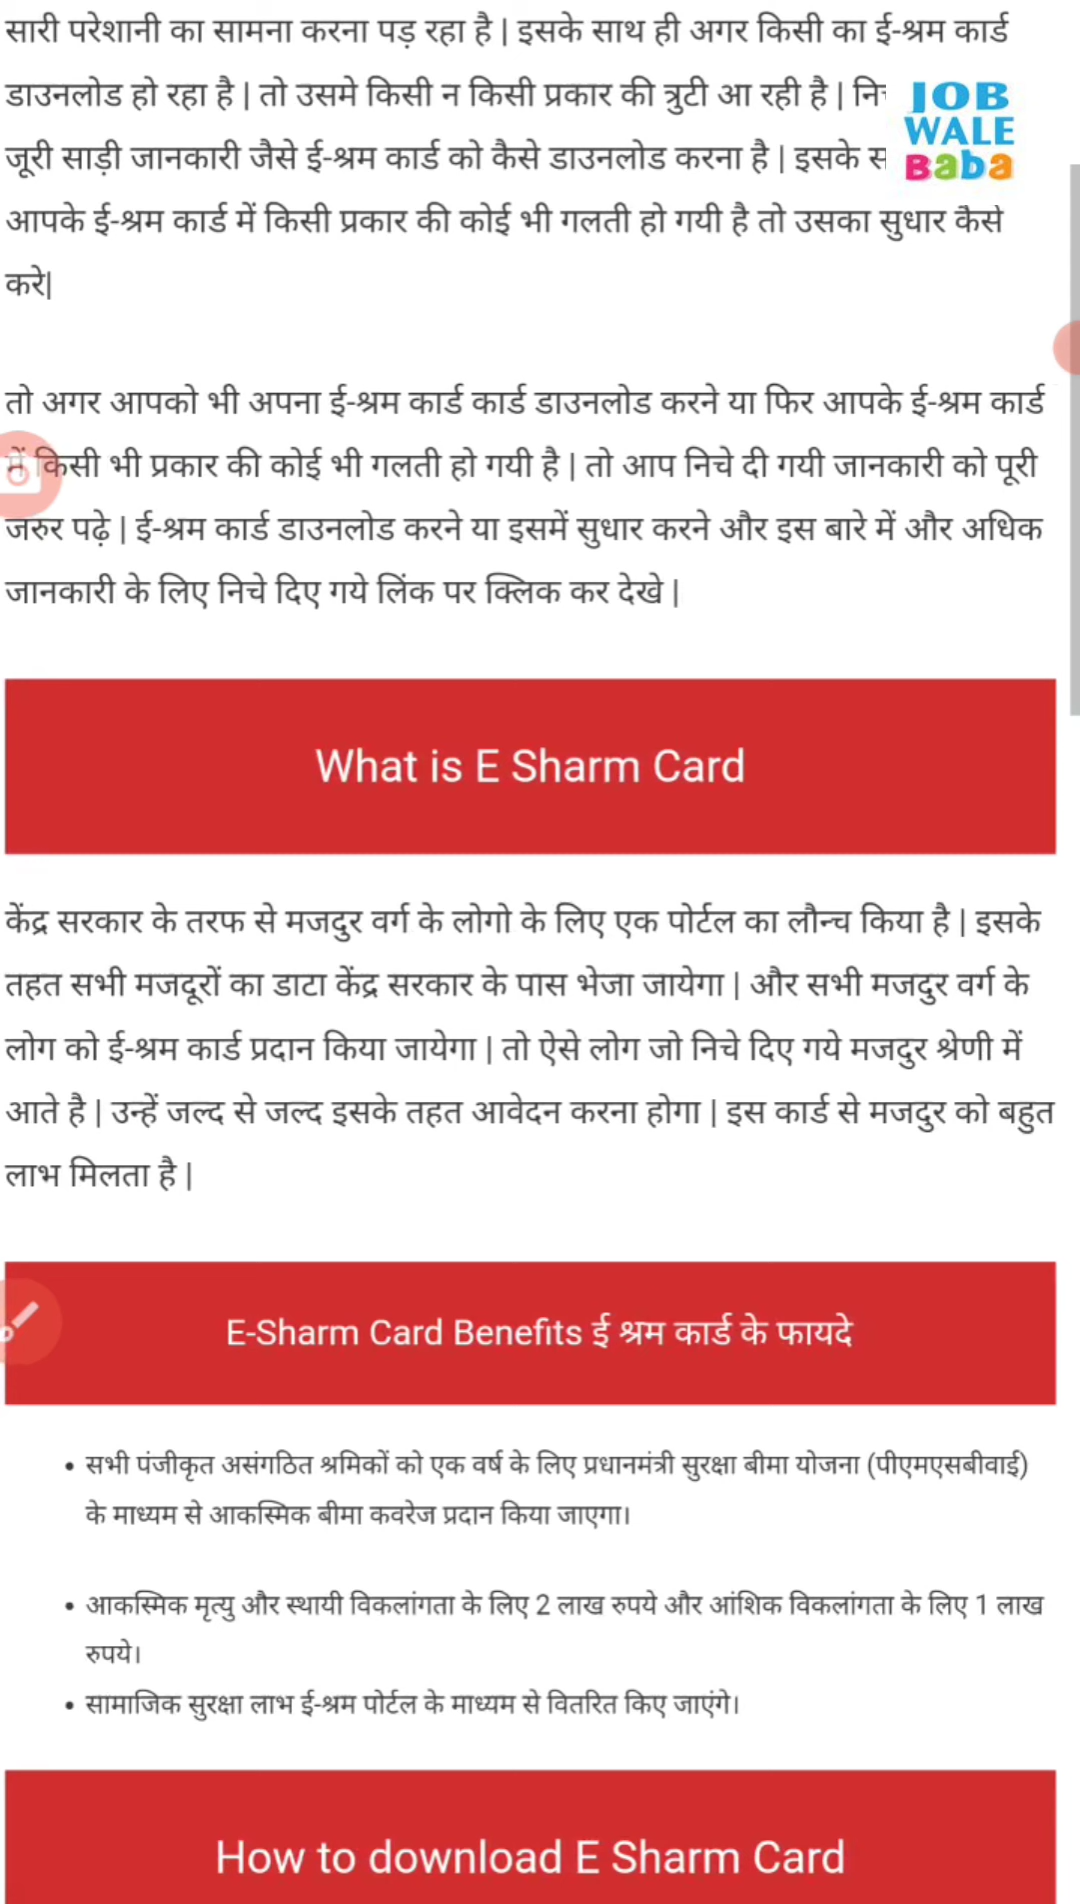 सारी परेशानी का सामना करना पड़ रहा है | इसके साथ ही अगर किसी का ई-श्रम कार्ड
डाउनलोड हो रहा है | तो उसमे किसी न किसी प्रकार की त्रुटी आ रही है |
JOB
WALE
Baba
जूरी साड़ी जानकारी जैसे ई-श्रम कार्ड को कैसे डाउनलोड करना है | इसके
आपके ई-श्रम कार्ड में किसी प्रकार की कोई भी गलती हो गयी है तो उसका सुधार कैसे
करे|
तो अगर आपको भी अपना ई-श्रम कार्ड कार्ड डाउनलोड करने या फिर आपके ई-श्रम कार्ड
में किसी भी प्रकार की कोई भी गलती हो गयी है | तो आप निचे दी गयी जानकारी को पूरी
जरुर पढ़े | ई-श्रम कार्ड डाउनलोड करने या इसमें सुधार करने और इस बारे में और अधिक
जानकारी के लिए निचे दिए गये लिंक पर क्लिक कर देखे |
What is E Sharm Card
केंद्र सरकार के तरफ से मजदुर वर्ग के लोगो के लिए एक पोर्टल का लौन्च किया है | इसके
तहत सभी मजदूरों का डाटा केंद्र सरकार के पास भेजा जायेगा | और सभी मजदुर वर्ग के
लोग को ई-श्रम कार्ड प्रदान किया जायेगा | तो ऐसे लोग जो निचे दिए गये मजदुर श्रेणी में
आते है | उन्हें जल्द से जल्द इसके तहत आवेदन करना होगा | इस कार्ड से मजदुर को बहुत
लाभ मिलता है |
E-Sharm Card Benefits ई श्रम कार्ड के फायदे
• सभी पंजीकृत असंगठित श्रमिकों को एक वर्ष के लिए प्रधानमंत्री सुरक्षा बीमा योजना (पीएमएसबीवाई)
के माध्यम से आकस्मिक बीमा कवरेज प्रदान किया जाएगा।
• आकस्मिक मृत्यु और स्थायी विकलांगता के लिए 2 लाख रुपये और आंशिक विकलांगता के लिए 1 लाख
रुपये।
• सामाजिक सुरक्षा लाभ ई-श्रम पोर्टल के माध्यम से वितरित किए जाएंगे।
How to download E Sharm Card